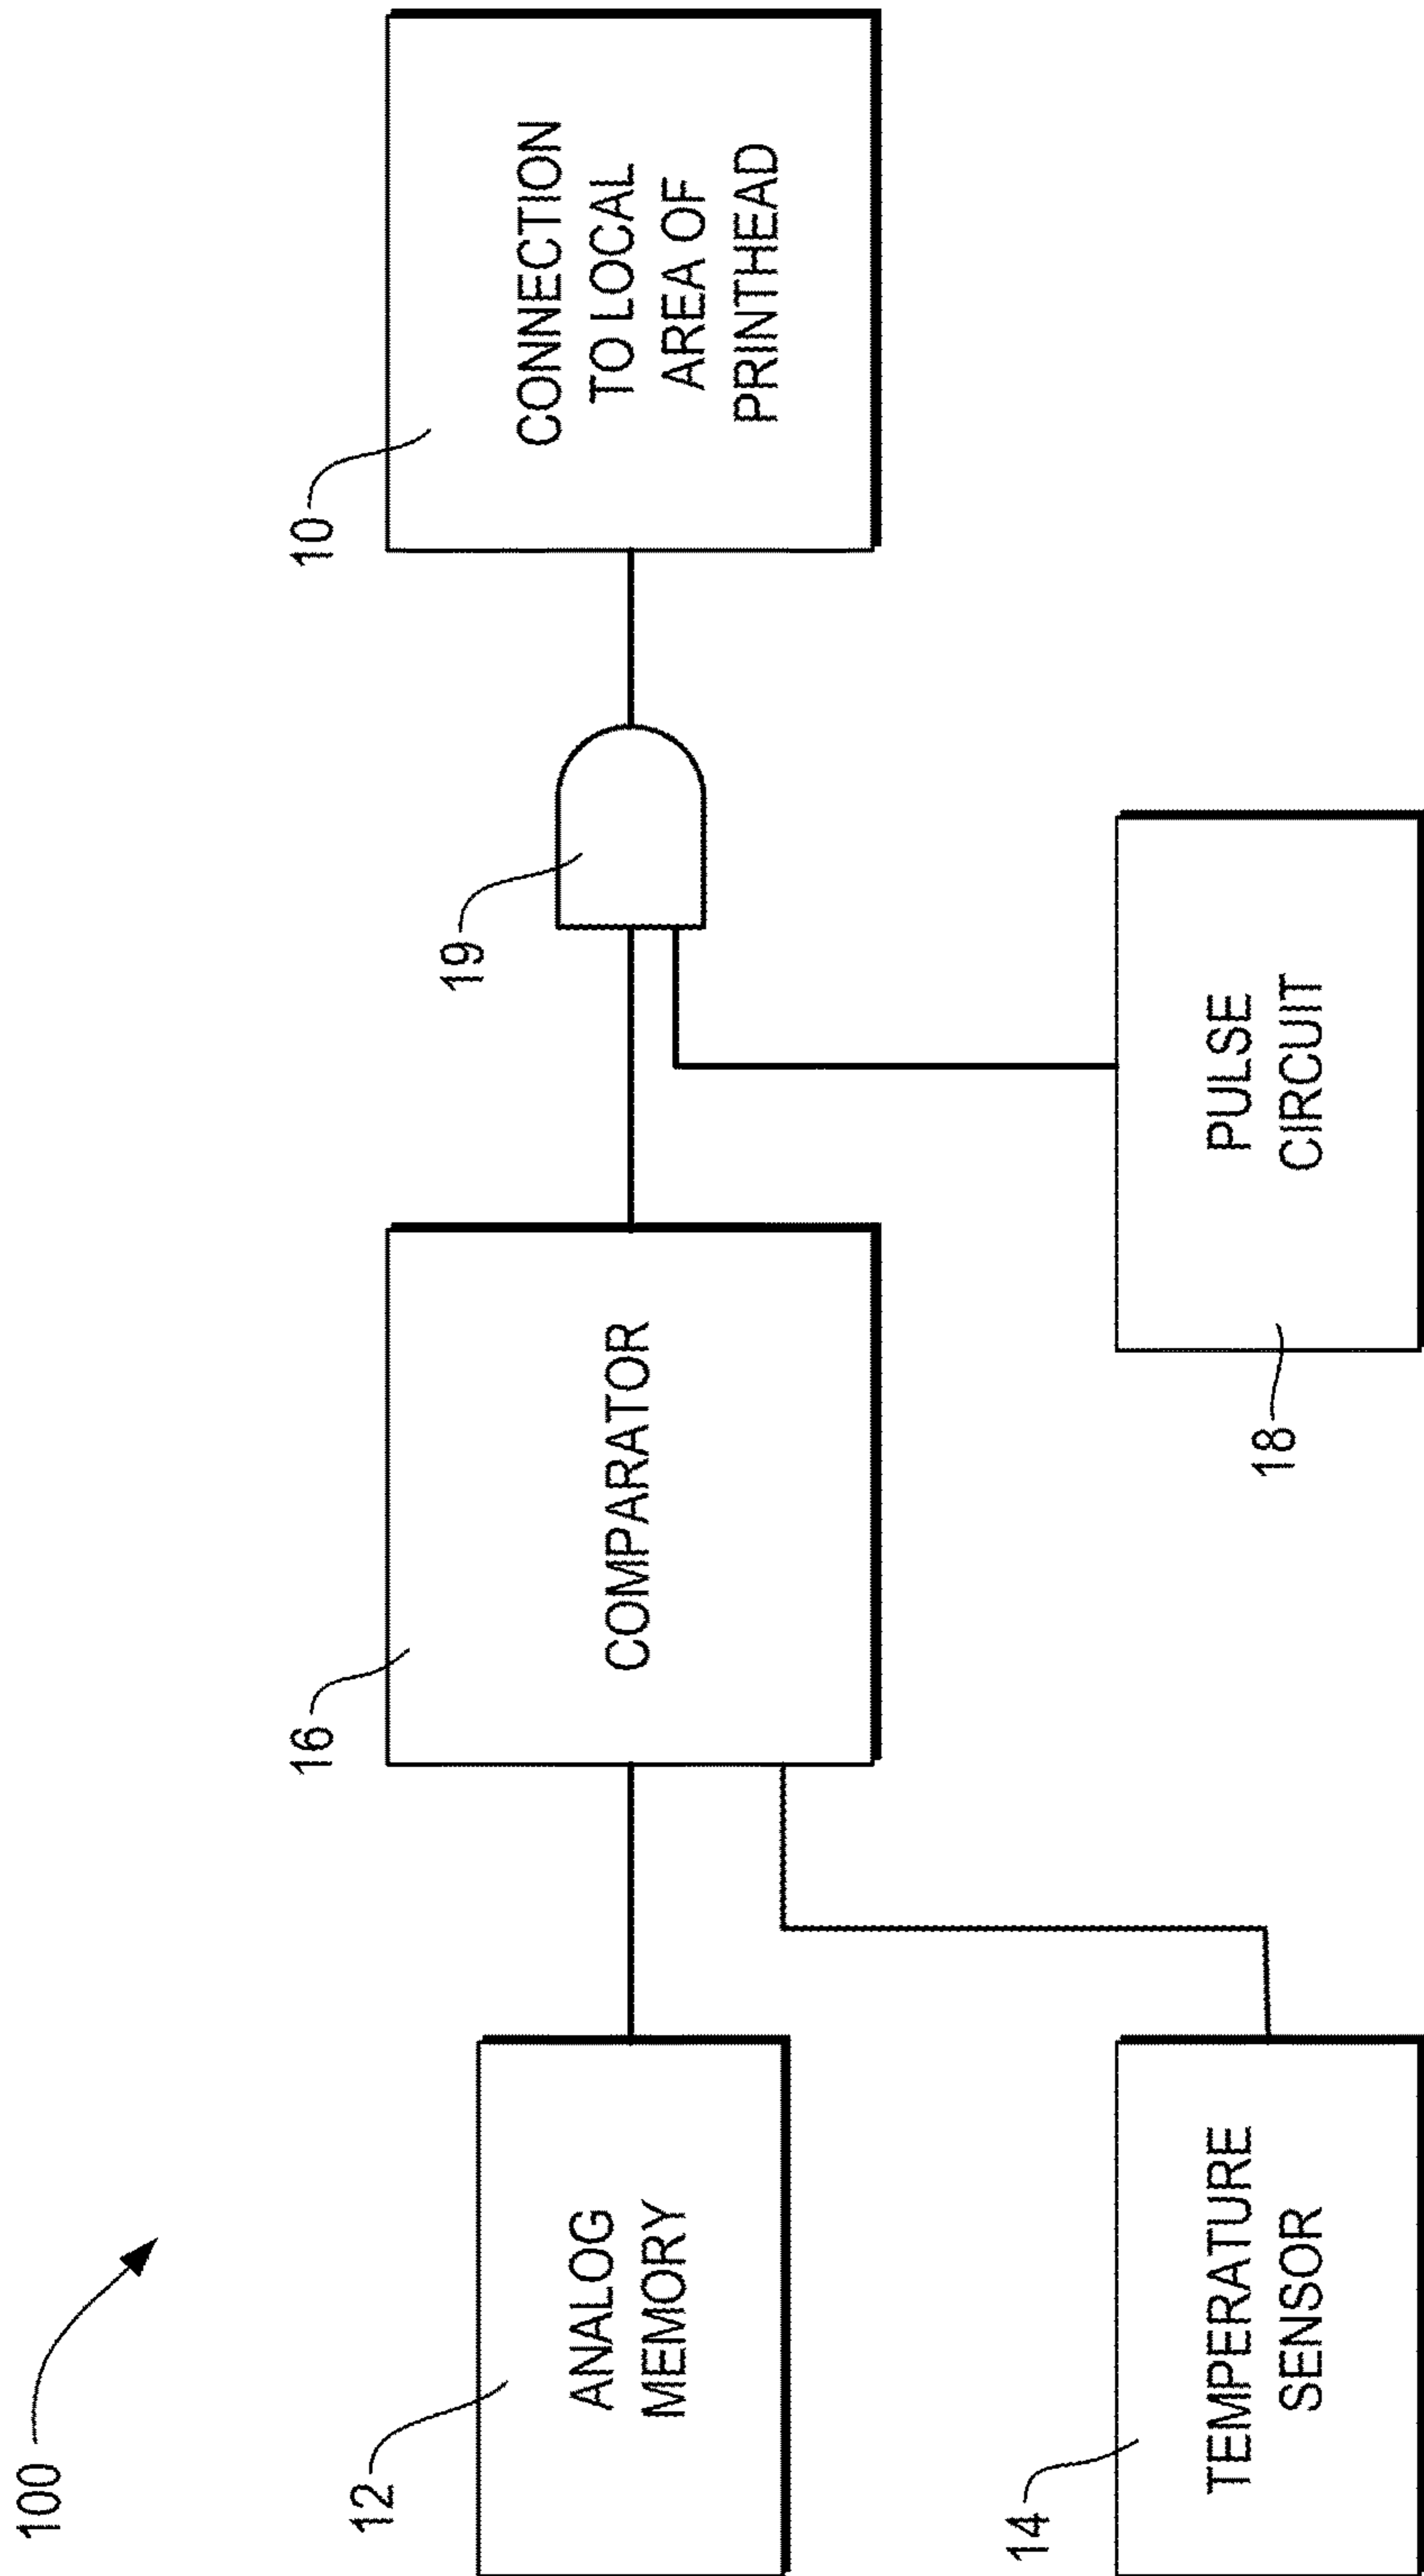 100
12
ANALOG
MEMORY
14
TEMPERATURE
SENSOR
16
COMPARATOR
18
PULSE
CIRCUIT
19
10
CONNECTION
TO LOCAL
AREA OF
PRINTHEAD